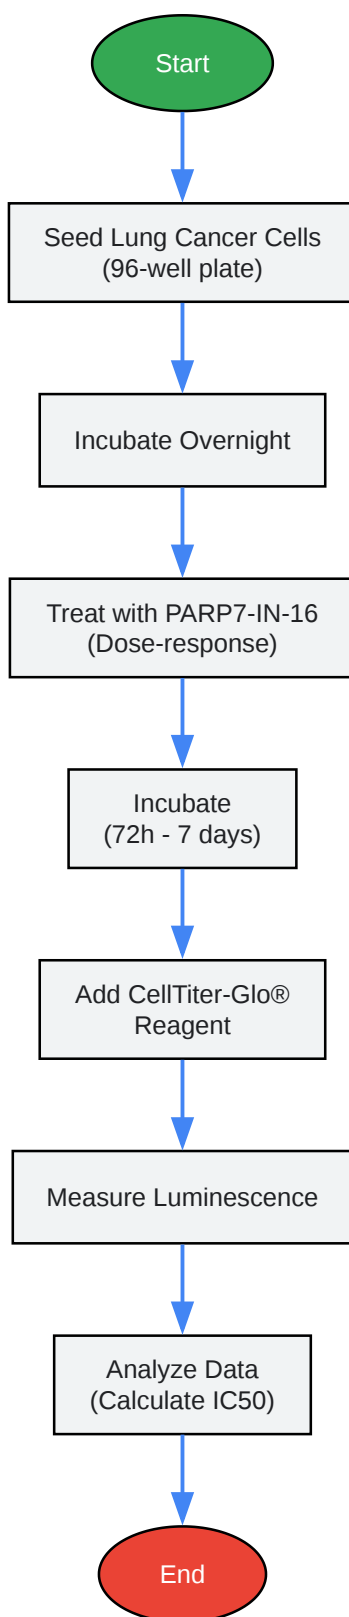 Start
Seed Lung Cancer Cells
(96-well plate)
Incubate Overnight
Treat with PARP7-IN-16
(Dose-response)
Incubate
(72h - 7 days)
Add CellTiter-Glo®
Reagent
Measure Luminescence
Analyze Data
(Calculate IC50)
End